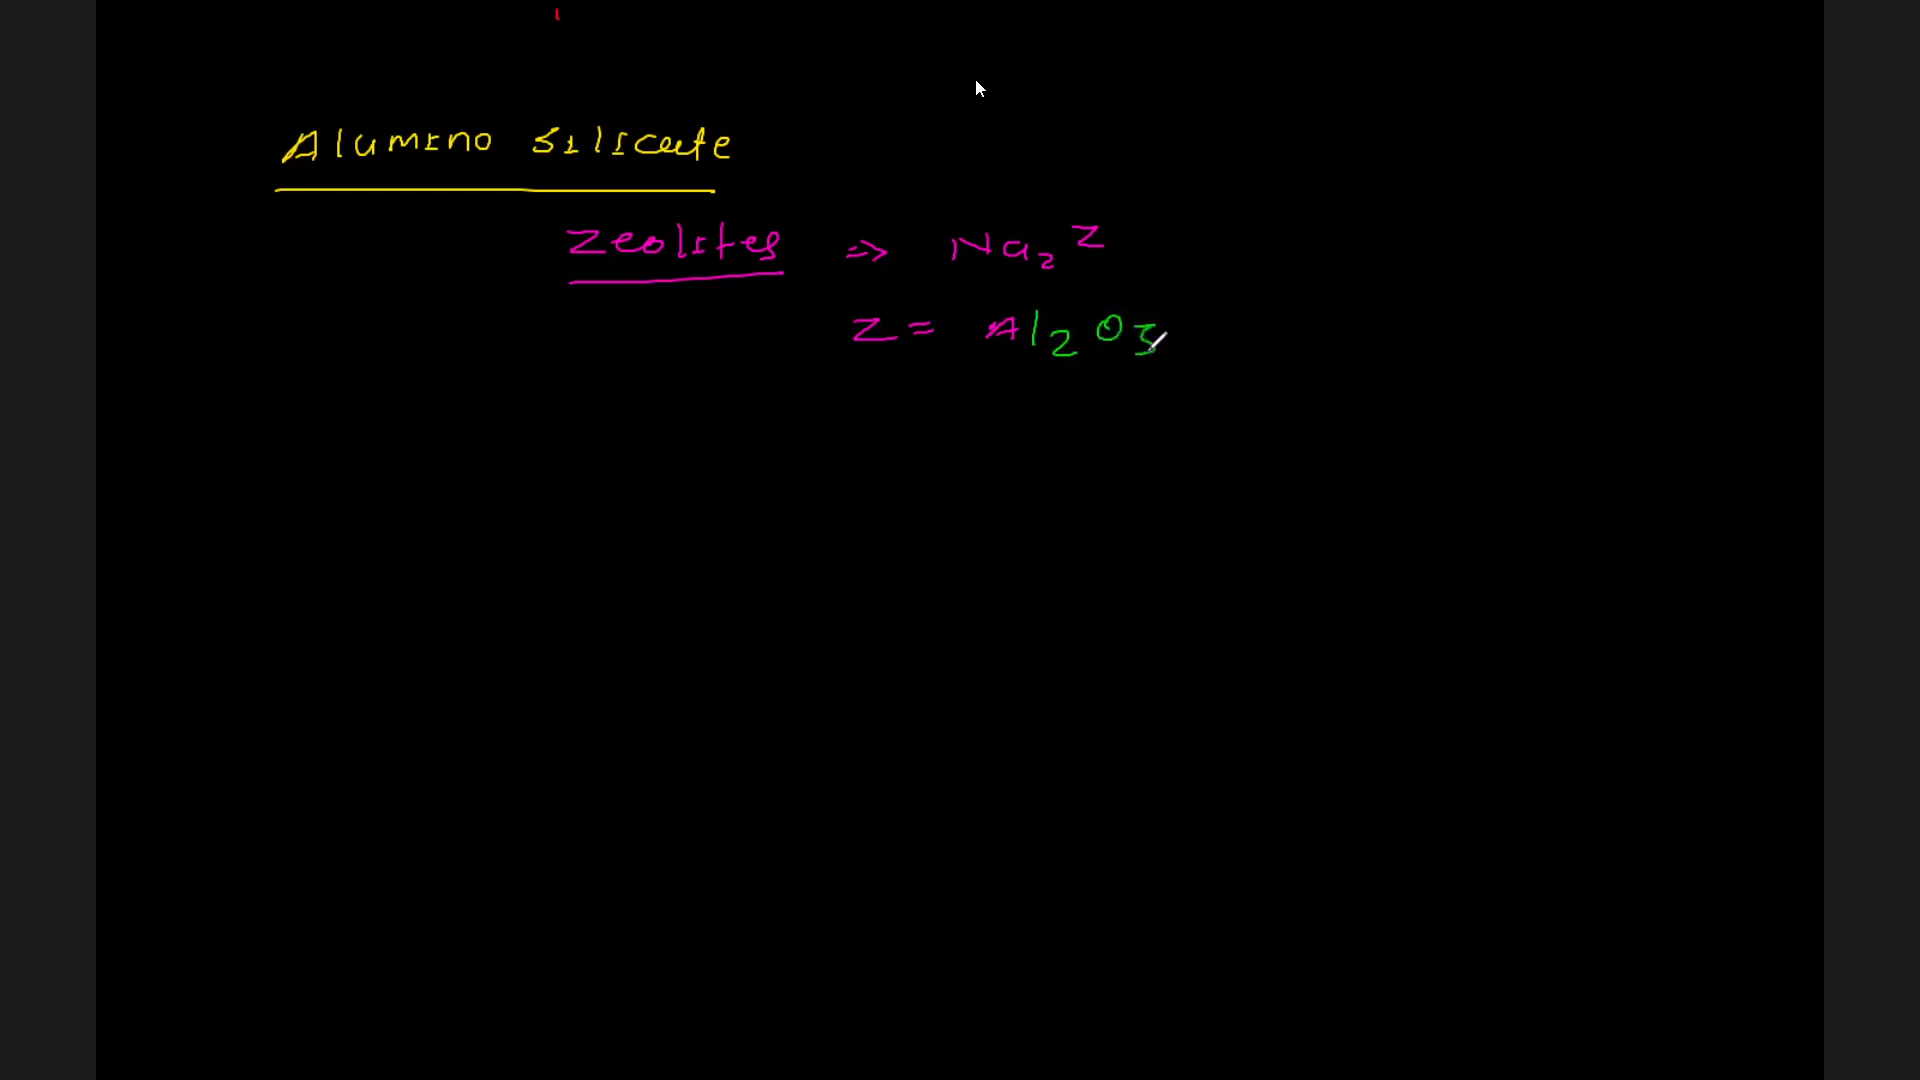 Alumino Silicate
Zeolites => Na₂Z
Z = Al₂O₃